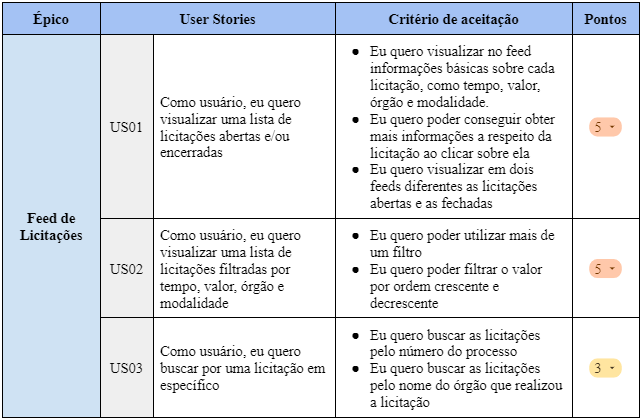 Épico User Stories Critério de aceitação Pontos
Feed de
Licitações
US01
Como usuário, eu quero
visualizar uma lista de
licitações abertas e/ou
encerradas
● Eu quero visualizar no feed
informações básicas sobre cada
licitação, como tempo, valor,
órgão e modalidade.
● Eu quero poder conseguir obter
mais informações a respeito da
licitação ao clicar sobre ela
● Eu quero visualizar em dois
feeds diferentes as licitações
abertas e as fechadas
5
US02
Como usuário, eu quero
visualizar uma lista de
licitações filtradas por
tempo, valor, órgão e
modalidade
● Eu quero poder utilizar mais de
um filtro
● Eu quero poder filtrar o valor
por ordem crescente e
decrescente
5
US03
Como usuário, eu quero
buscar por uma licitação em
específico
● Eu quero buscar as licitações
pelo número do processo
● Eu quero buscar as licitações
pelo nome do órgão que realizou
a licitação
3